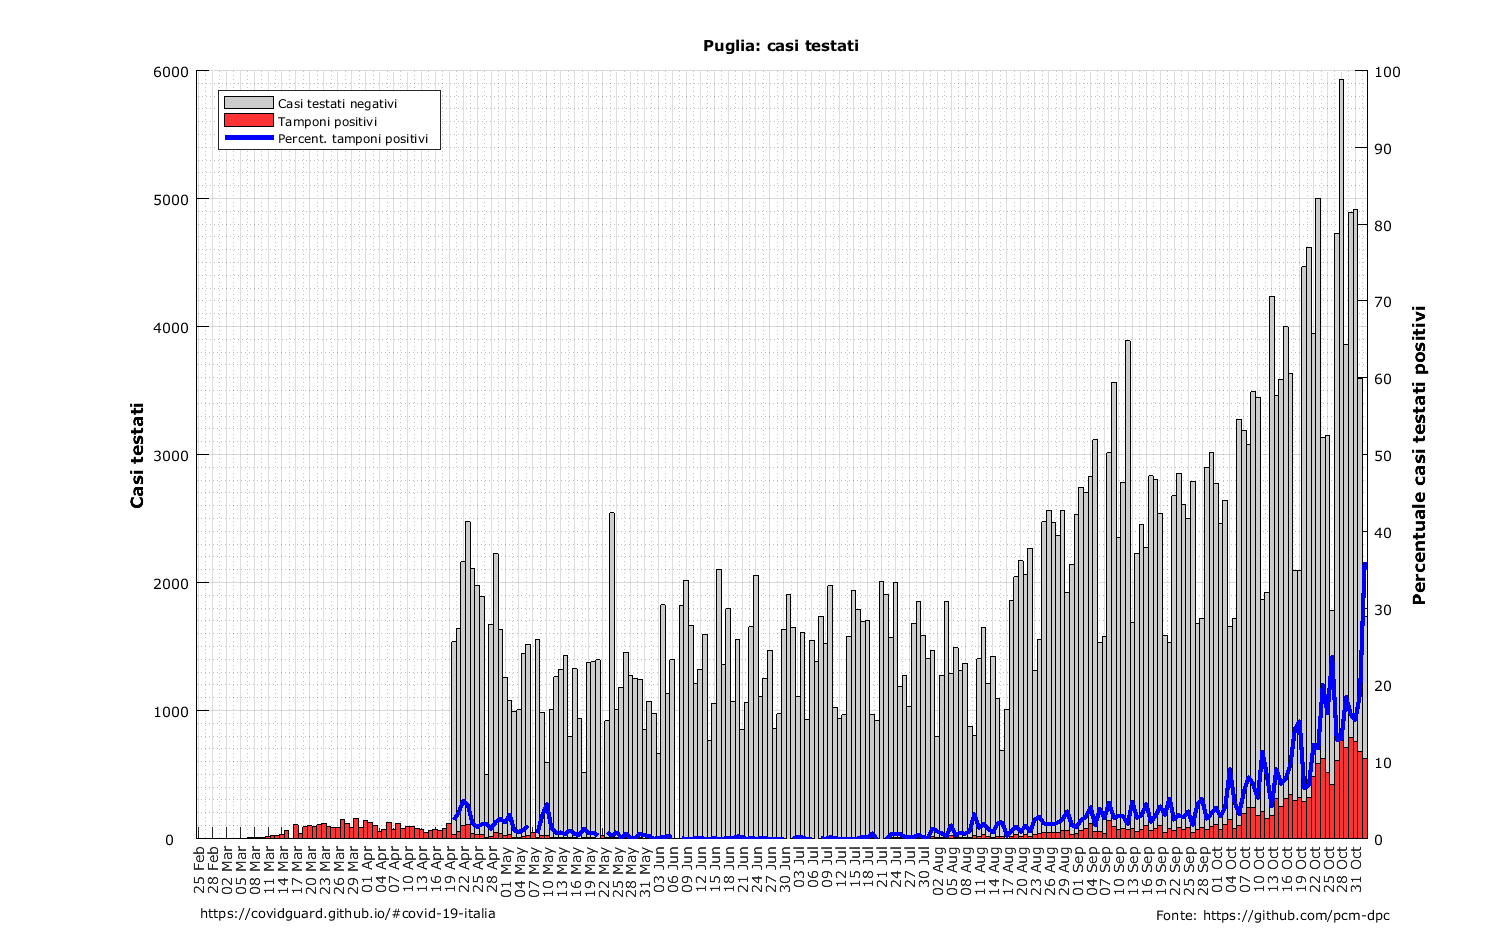 Puglia: casi testati
Casi testati negativi
Tamponi positivi
Percent. tamponi positivi
Casi testati
6000
5000
4000
3000
2000
1000
0
100
90
80
70
60
50
40
30
20
10
0
Percentuale casi testati positivi
25 Feb
28 Feb
02 Mar
05 Mar
08 Mar
11 Mar
14 Mar
17 Mar
20 Mar
23 Mar
26 Mar
29 Mar
01 Apr
04 Apr
07 Apr
10 Apr
13 Apr
16 Apr
19 Apr
22 Apr
25 Apr
28 Apr
01 May
04 May
07 May
10 May
13 May
16 May
19 May
22 May
25 May
28 May
31 May
03 Jun
06 Jun
09 Jun
12 Jun
15 Jun
18 Jun
21 Jun
24 Jun
27 Jun
30 Jun
03 Jul
06 Jul
09 Jul
12 Jul
15 Jul
18 Jul
21 Jul
24 Jul
27 Jul
30 Jul
02 Aug
05 Aug
08 Aug
11 Aug
14 Aug
17 Aug
20 Aug
23 Aug
26 Aug
29 Aug
01 Sep
04 Sep
07 Sep
10 Sep
13 Sep
16 Sep
19 Sep
22 Sep
25 Sep
28 Sep
01 Oct
04 Oct
07 Oct
10 Oct
13 Oct
16 Oct
19 Oct
22 Oct
25 Oct
28 Oct
31 Oct
https://covidguard.github.io/#covid-19-italia
Fonte: https://github.com/pcm-dpc